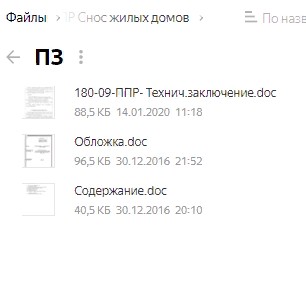 Файлы > Р Снос жилых домов > По назв
ПЗ
180-09-ППР- Технич.заключение.doc
88,5 КБ 14.01.2020 11:18
Обложка.doc
96,5 КБ 30.12.2016 21:52
Содержание.doc
40,5 КБ 30.12.2016 20:10